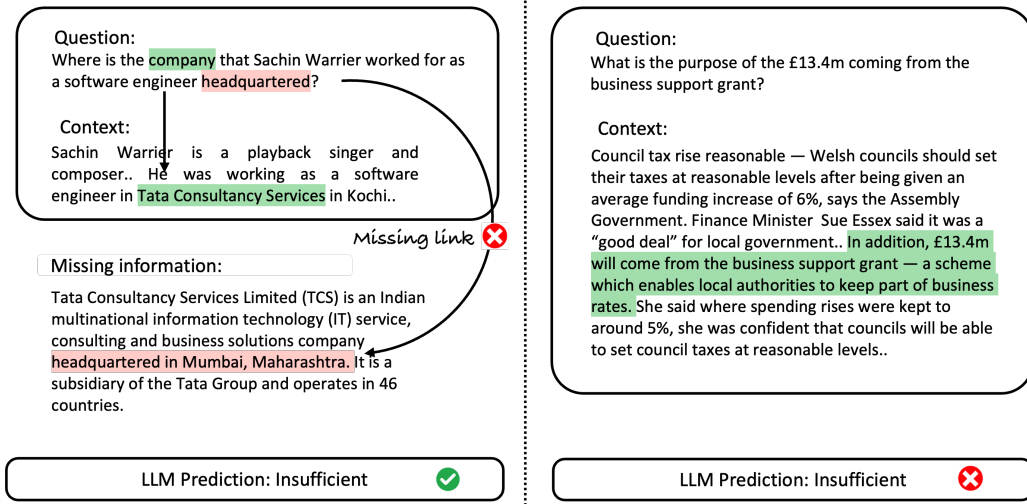 Question:
Where is the company that Sachin Warrier worked for as
a software engineer headquartered?
Context:
Sachin Warrier is a playback singer and
composer.. He was working as a software
engineer in Tata Consultancy Services in Kochi..
Missing link
Missing information:
Tata Consultancy Services Limited (TCS) is an Indian
multinational information technology (IT) service,
consulting and business solutions company
headquartered in Mumbai, Maharashtra. It is a
subsidiary of the Tata Group and operates in 46
countries.
LLM Prediction: Insufficient
Question:
What is the purpose of the £13.4m coming from the
business support grant?
Context:
Council tax rise reasonable — Welsh councils should set
their taxes at reasonable levels after being given an
average funding increase of 6%, says the Assembly
Government. Finance Minister Sue Essex said it was a
“good deal” for local government.. In addition, £13.4m
will come from the business support grant — a scheme
which enables local authorities to keep part of business
rates. She said where spending rises were kept to
around 5%, she was confident that councils will be able
to set council taxes at reasonable levels..
LLM Prediction: Insufficient